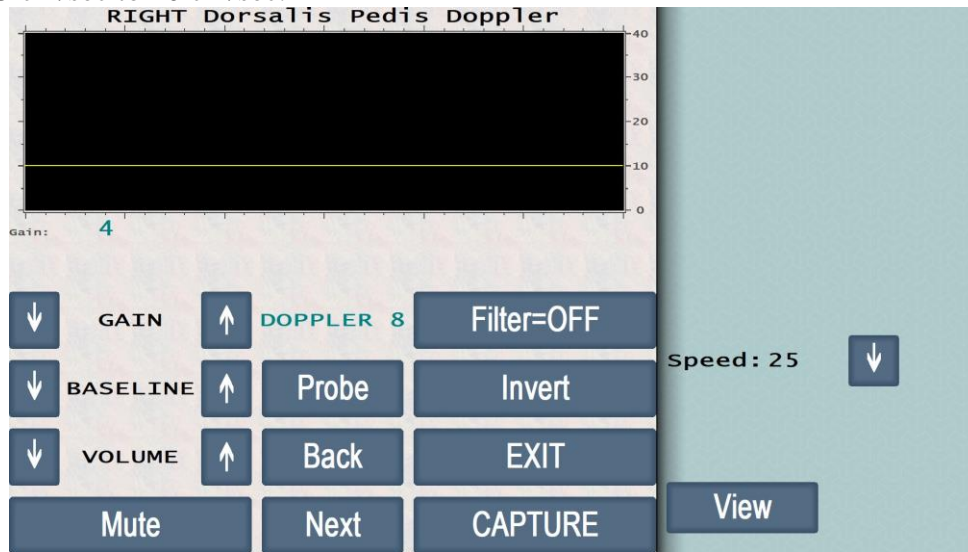 RIGHT Dorsalis Pedis Doppler
40
30
20
10
0
Gain: 4
GAIN DOPPLER 8 Filter=OFF
Speed: 25
BASELINE Probe Invert
VOLUME Back EXIT
Mute Next CAPTURE
View